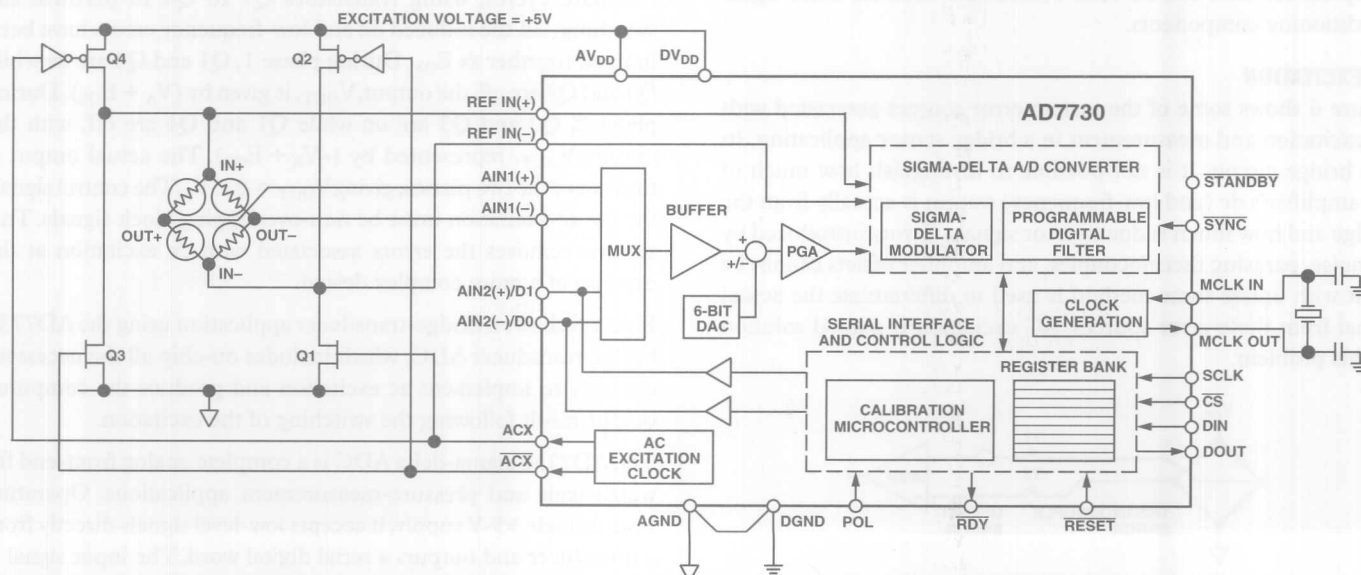 EXCITATION VOLTAGE = +5V
Q4
Q2
AVDD
DVDD
REF IN(+)
REF IN(−)
AD7730
AIN1(+)
AIN1(−)
IN+
OUT+
OUT−
IN−
MUX
BUFFER
+
+/−
PGA
SIGMA-DELTA A/D CONVERTER
SIGMA-
DELTA
MODULATOR
PROGRAMMABLE
DIGITAL
FILTER
STANDBY
SYNC
AIN2(+)/D1
AIN2(−)/D0
6-BIT
DAC
SERIAL INTERFACE
AND CONTROL LOGIC
CLOCK
GENERATION
MCLK IN
MCLK OUT
REGISTER BANK
Q3
Q1
CALIBRATION
MICROCONTROLLER
SCLK
CS
DIN
DOUT
ACX
ACX
AC
EXCITATION
CLOCK
AGND
DGND
POL
RDY
RESET